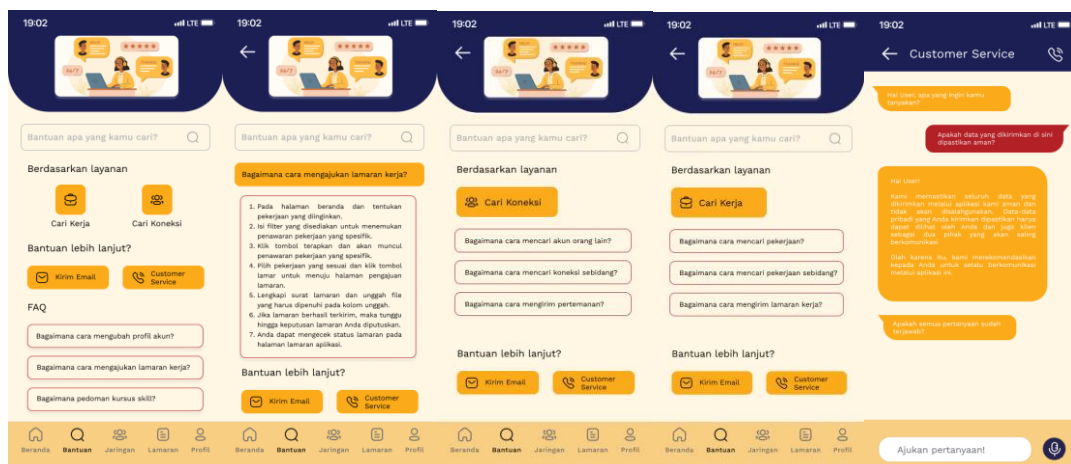 19:02
LTE
24/7
Bantuan apa yang kamu cari?
Berdasarkan layanan
Cari Kerja
Cari Koneksi
Bantuan lebih lanjut?
Kirim Email
Customer
Service
FAQ
Bagaimana cara mengubah profil akun?
Bagaimana cara mengajukan lamaran kerja?
Bagaimana pedoman kursus skill?
Beranda
Bantuan
Jaringan
Lamaran
Profil
19:02
LTE
24/7
Bantuan apa yang kamu cari?
Bagaimana cara mengajukan lamaran kerja?
1. Pada halaman beranda dan tentukan
pekerjaan yang diinginkan.
2. Isi filter yang disediakan untuk menemukan
penawaran pekerjaan yang spesifik.
3. Klik tombol terapkan dan akan muncul
penawaran pekerjaan yang spesifik.
4. Pilih pekerjaan yang sesuai dan klik tombol
lamar untuk menuju halaman pengjuan
lamaran.
5. Lengkapi surat lamaran dan unggah file
yang harus dipenuhi pada kolom unggah.
6. Jika lamaran berhasil terkirim, maka tunggu
hingga keputusan lamaran Anda diputuskan.
7. Anda dapat mengecek status lamaran pada
halaman lamaran aplikasi.
Bantuan lebih lanjut?
Kirim Email
Customer
Service
Beranda
Bantuan
Jaringan
Lamaran
Profil
19:02
LTE
24/7
Bantuan apa yang kamu cari?
Berdasarkan layanan
Cari Koneksi
Bagaimana cara mencari akun orang lain?
Bagaimana cara mencari koneksi sebidang?
Bagaimana cara mengirim pertemanan?
Bantuan lebih lanjut?
Kirim Email
Customer
Service
Beranda
Bantuan
Jaringan
Lamaran
Profil
19:02
LTE
24/7
Bantuan apa yang kamu cari?
Berdasarkan layanan
Cari Kerja
Bagaimana cara mencari pekerjaan?
Bagaimana cara mencari pekerjaan sebidang?
Bagaimana cara mengirim lamaran kerja?
Bantuan lebih lanjut?
Kirim Email
Customer
Service
Beranda
Bantuan
Jaringan
Lamaran
Profil
19:02
LTE
Customer Service
Hai User, apa yang ingin kamu
tanyakan?
Apakah data yang dikirimkan di sini
dipastikan aman?
Hai User!
Kami memastikan seluruh data yang
dikirimkan melalui aplikasi kami aman dan
tidak akan disalahgunakan. Data-data
pribadi yang Anda kirimkan dipastikan hanya
dapat dilihat oleh Anda dan juga klien
sebagai dua pihak yang akan saling
berkomunikasi
Oleh karena itu, kami merekomendasikan
kepada Anda untuk selalu berkomunikasi
melalui aplikasi ini.
Apakah semua pertanyaan sudah
terjawab?
Ajukan pertanyaan!